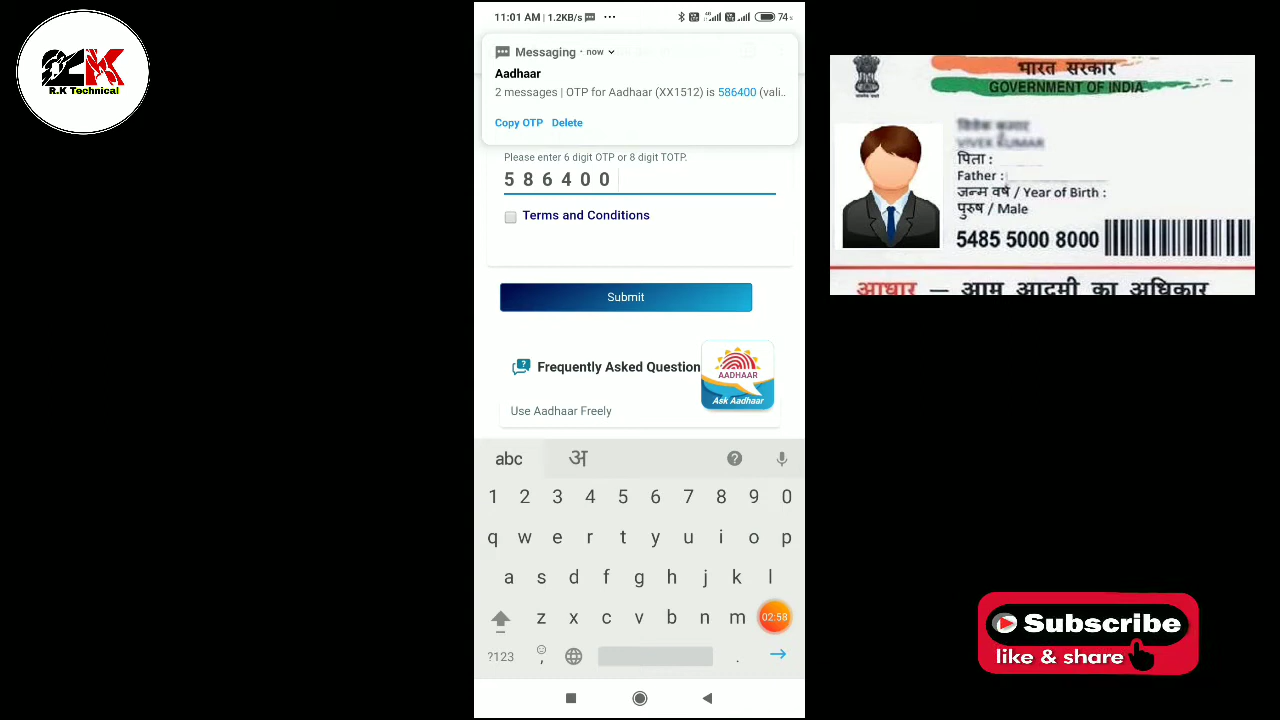 2K
R.K Technical
11:01 AM | 1.2KB/s ...
74%
Messaging · now
Aadhaar
2 messages | OTP for Aadhaar (XX1512) is 586400 (vali..
Copy OTP Delete
Please enter 6 digit OTP or 8 digit TOTP.
5 8 6 4 0 0
Terms and Conditions
Submit
Frequently Asked Question
AADHAAR
Ask Aadhaar
Use Aadhaar Freely
abc अ
1 2 3 4 5 6 7 8 9 0
q w e r t y u i o p
a s d f g h j k l
z x c v b n m
02:58
?123 , .
भारत सरकार
GOVERNMENT OF INDIA
VIVEK KUMAR
पिता :
Father :
जन्म वर्ष / Year of Birth :
पुरुष / Male
5485 5000 8000
आधार — आम आदमी का अधिकार
Subscribe
like & share